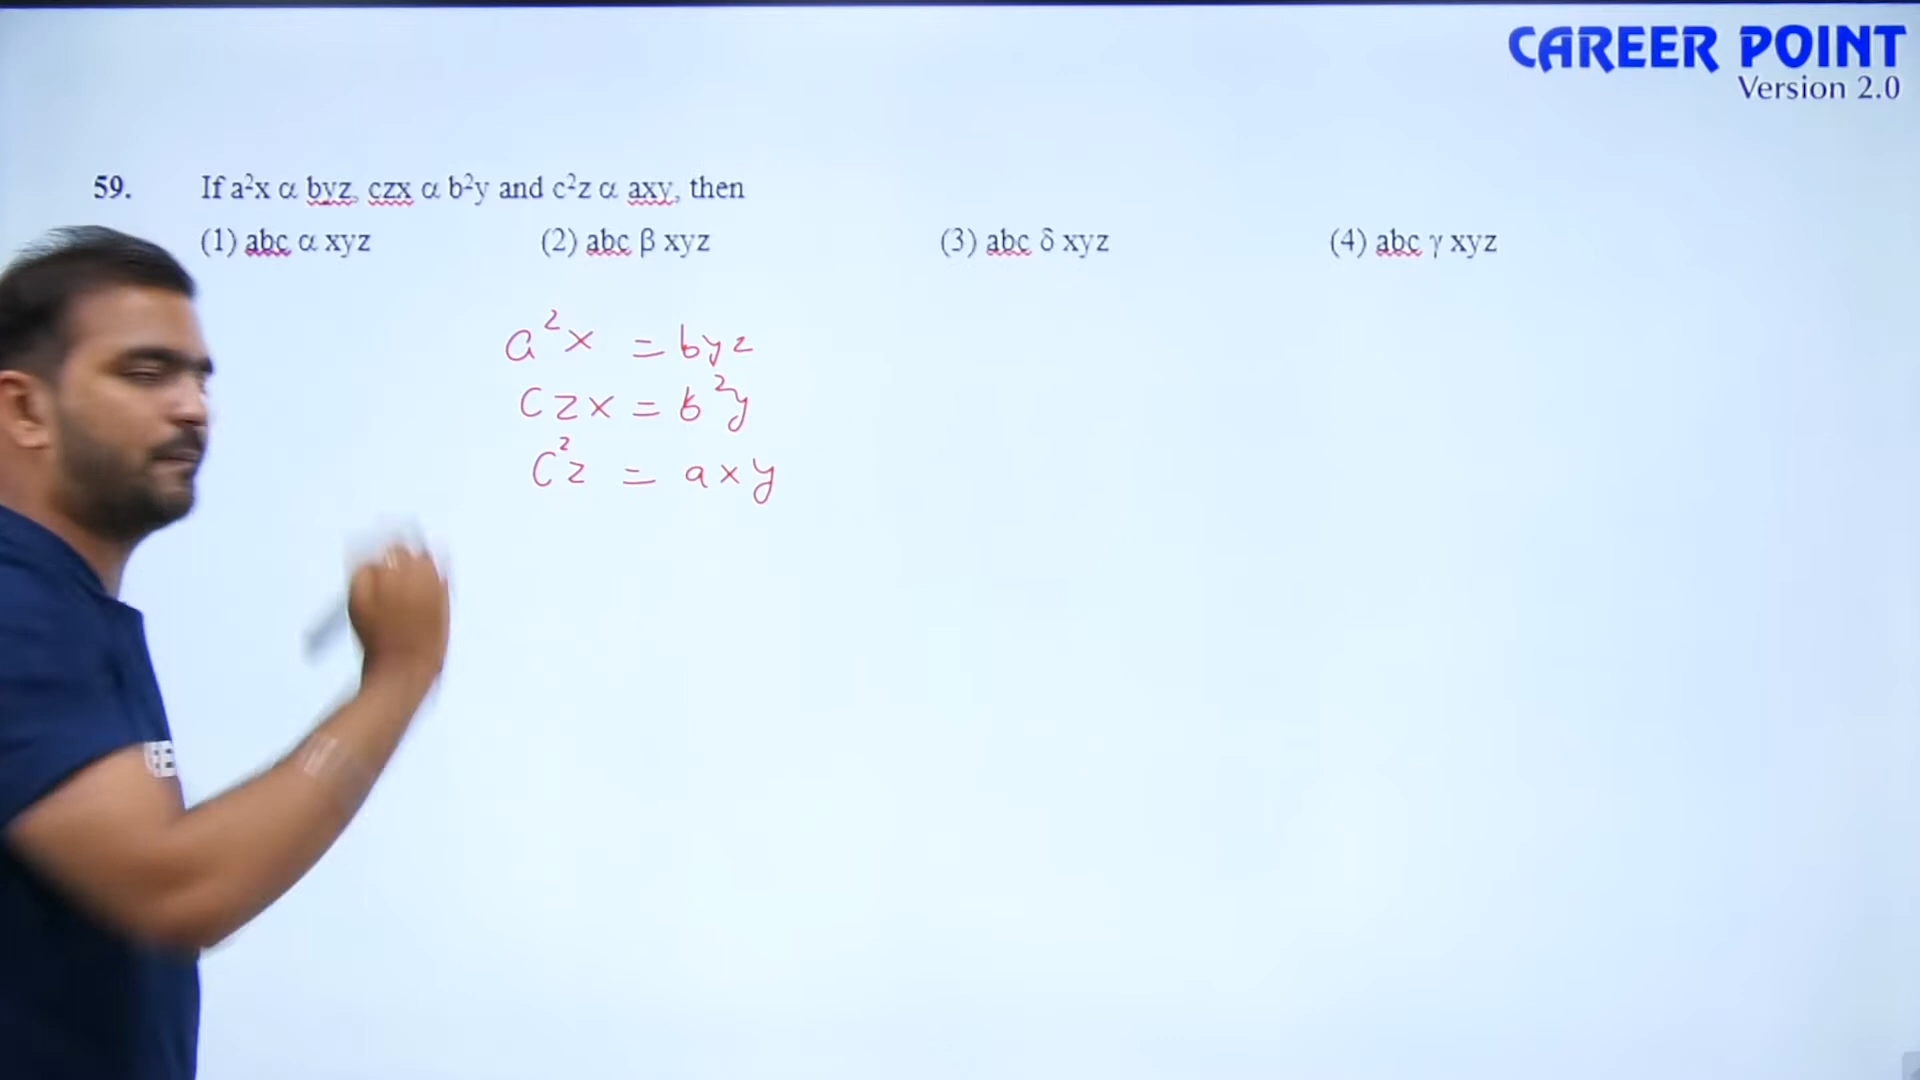 CAREER POINT
Version 2.0
59. If a²x α byz, czx α b²y and c²z α axy, then
(1) abc α xyz (2) abc β xyz (3) abc δ xyz (4) abc γ xyz
a²x = byz
czx = b²y
c²z = axy